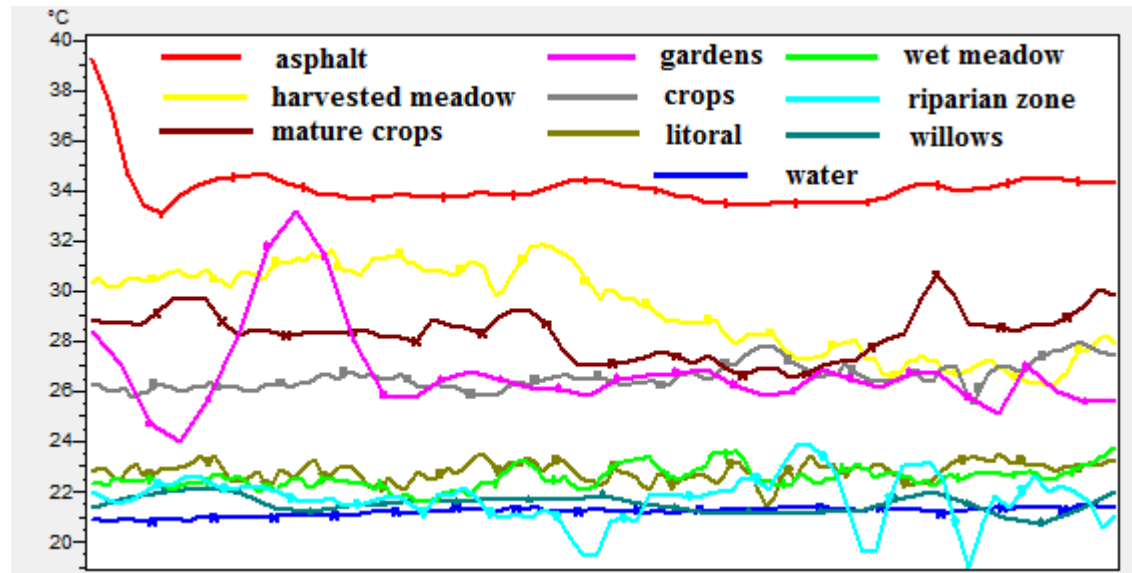 °C
40
asphalt gardens wet meadow
38
harvested meadow crops riparian zone
mature crops litoral willows
36
water
34
32
30
28
26
24
22
20